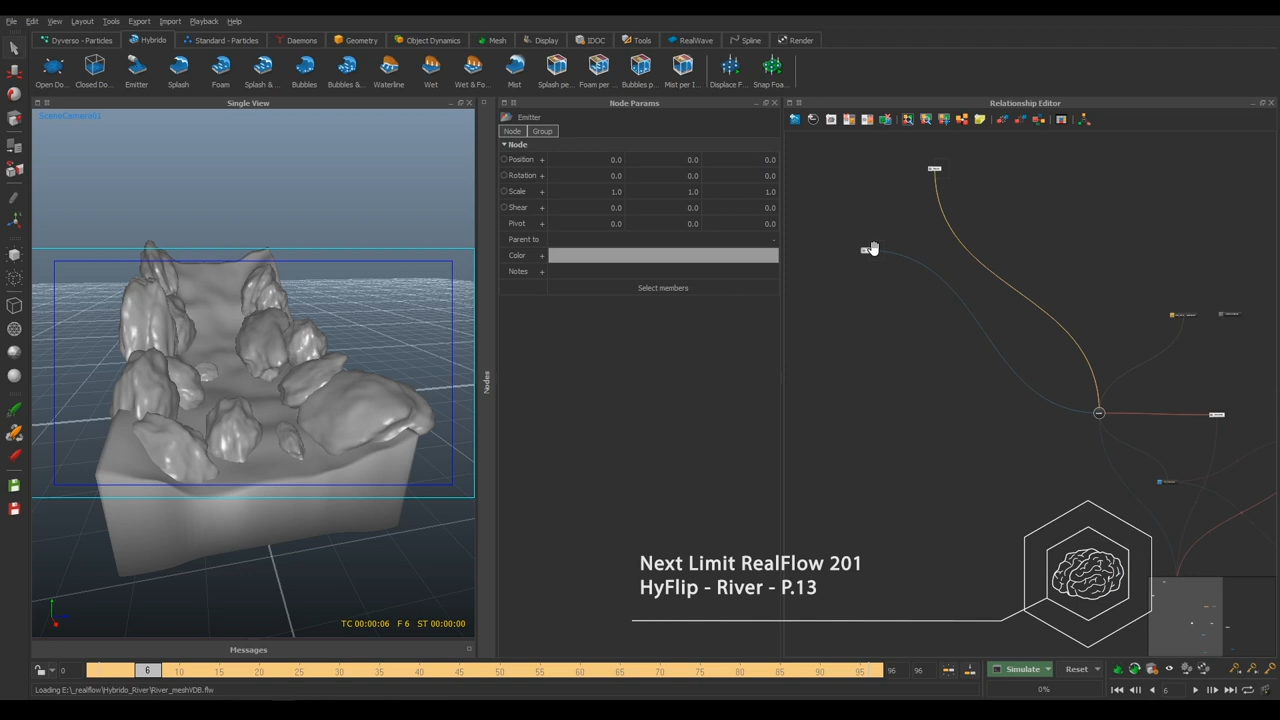 File Edit View Layout Tools Export Import Playback Help
Dyverso - Particles Hybrido Standard - Particles Daemons Geometry Object Dynamics Mesh Display IDOC Tools RealWave Spline Render
Open Do... Closed Do... Emitter Splash Foam Splash & ... Bubbles Bubbles &... Waterline Wet Wet & Fo... Mist Splash pe... Foam per ... Bubbles p... Mist per I... Displace F... Snap Foa...
Single View
Node Params
Relationship Editor
SceneCamera01
Emitter
Node Group
Node
Position + 0.0 0.0 0.0
Rotation + 0.0 0.0 0.0
Scale + 1.0 1.0 1.0
Shear + 0.0 0.0 0.0
Pivot + 0.0 0.0 0.0
Parent to -
Color +
Notes +
Select members
Nodes
Next Limit RealFlow 201
HyFlip - River - P.13
TC 00:00:06 F 6 ST 00:00:00
Messages
0 6 10 15 20 25 30 35 40 45 50 55 60 65 70 75 80 85 90 95 96 96
Simulate Reset
Loading E:\_realflow\Hybrido_River\River_meshVDB.flw
0%
6